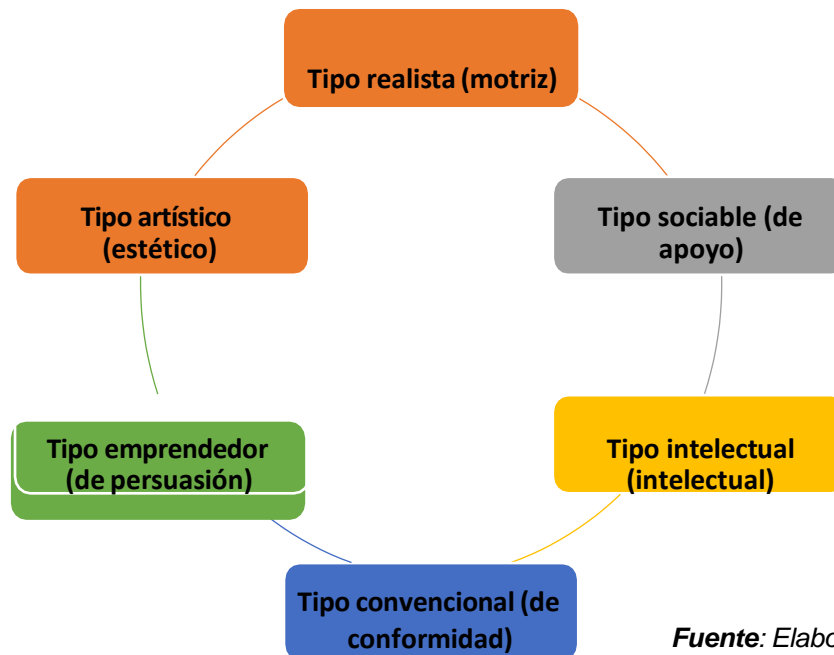 Tipo realista (motriz)
Tipo artístico
(estético)
Tipo sociable (de
apoyo)
Tipo emprendedor
(de persuasión)
Tipo intelectual
(intelectual)
Tipo convencional (de
conformidad)
Fuente: Elabo